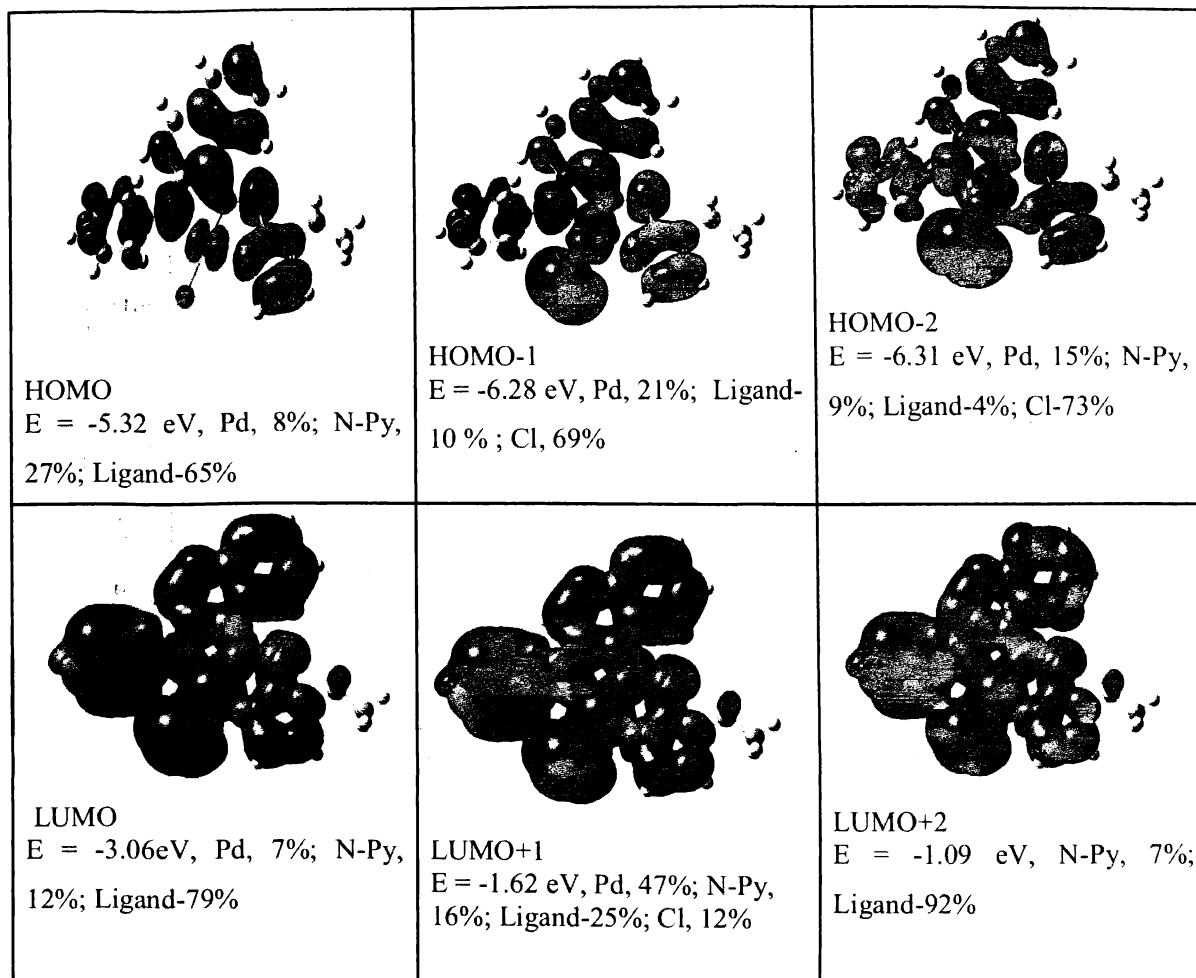 HOMO
E = -5.32 eV, Pd, 8%; N-Py,
27%; Ligand-65%
HOMO-1
E = -6.28 eV, Pd, 21%; Ligand-
10 % ; Cl, 69%
HOMO-2
E = -6.31 eV, Pd, 15%; N-Py,
9%; Ligand-4%; Cl-73%
LUMO
E = -3.06eV, Pd, 7%; N-Py,
12%; Ligand-79%
LUMO+1
E = -1.62 eV, Pd, 47%; N-Py,
16%; Ligand-25%; Cl, 12%
LUMO+2
E = -1.09 eV, N-Py, 7%;
Ligand-92%